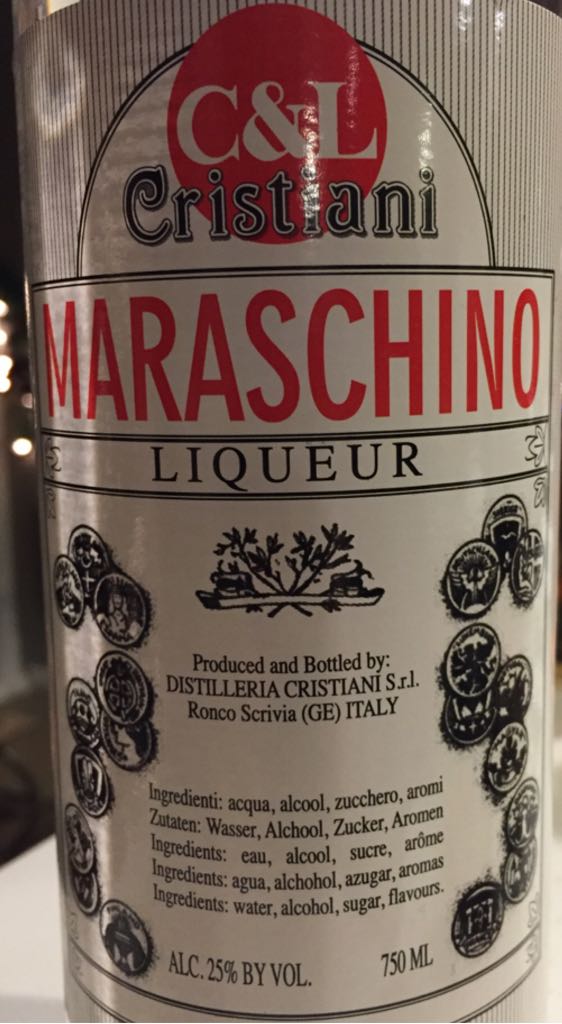 C&L
Cristiani
MARASCHINO
LIQUEUR
Produced and Bottled by:
DISTILLERIA CRISTIANI S.r.l.
Ronco Scrivia (GE) ITALY
Ingredienti: acqua, alcool, zucchero, aromi
Zutaten: Wasser, Alchool, Zucker, Aromen
Ingredients: eau, alcool, sucre, arôme
Ingredients: agua, alchohol, azugar, aromas
Ingredients: water, alcohol, sugar, flavours.
ALC. 25% BY VOL. 750 ML